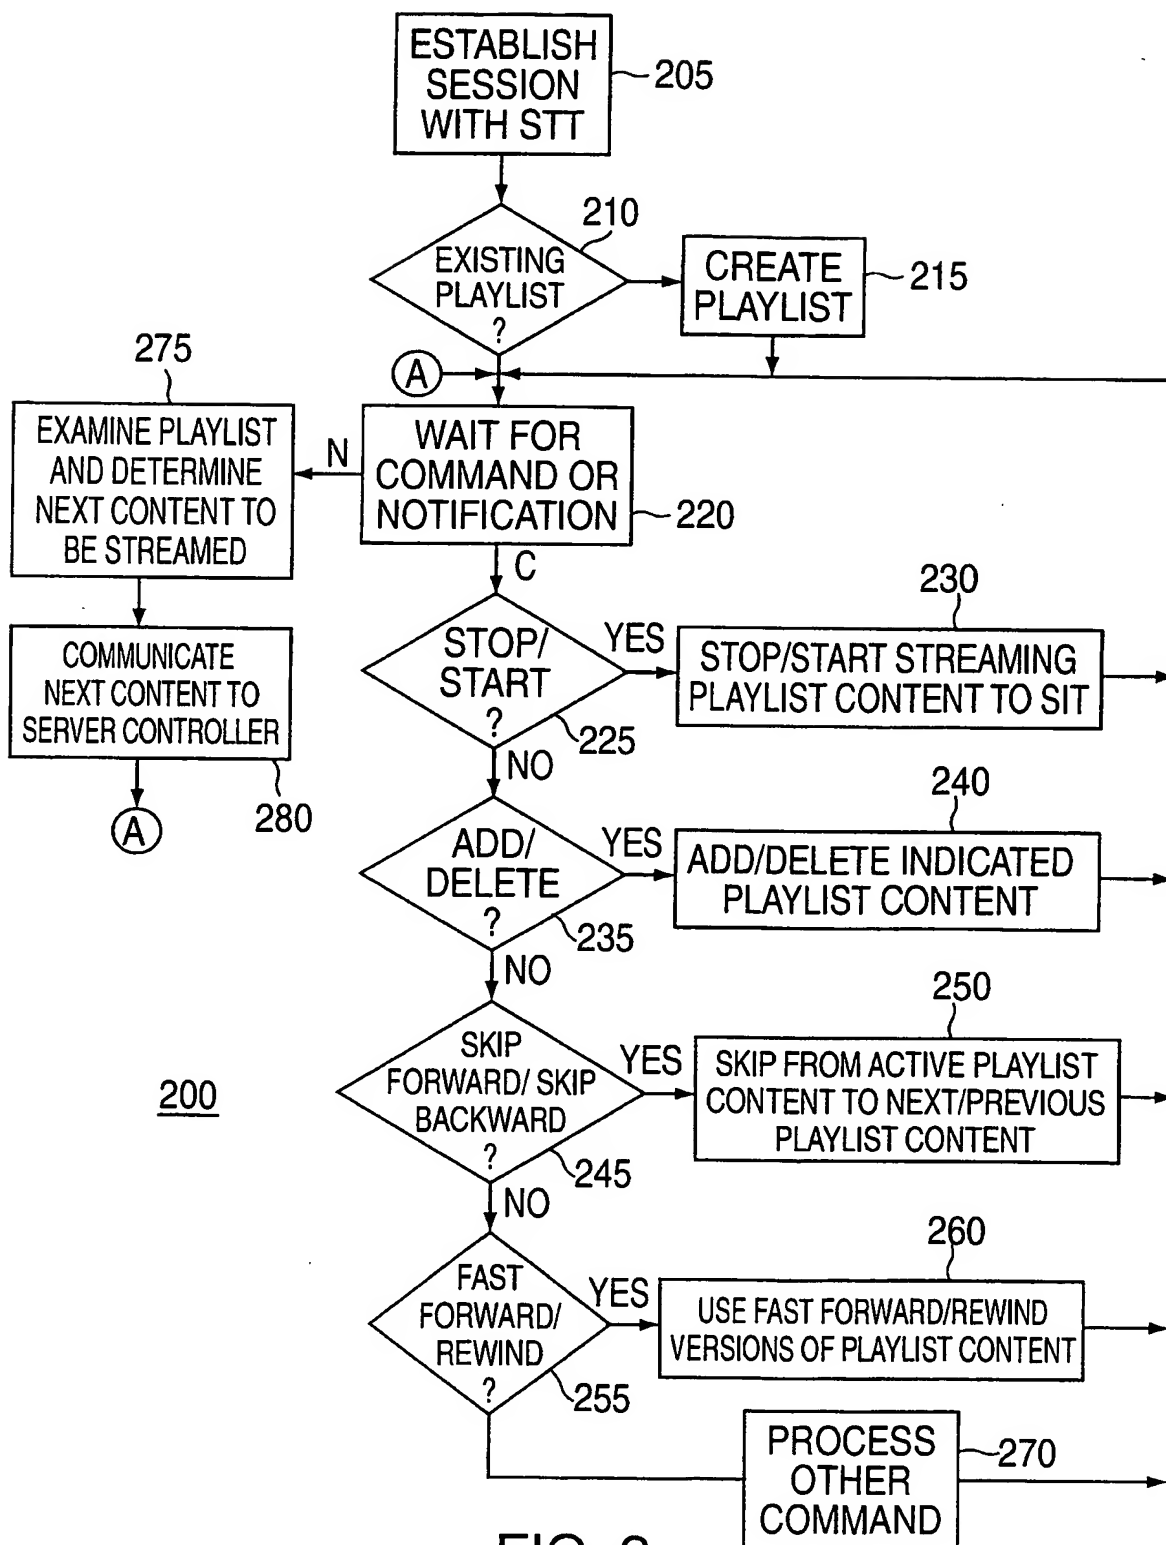 ESTABLISH
SESSION
WITH STT
205
210
EXISTING
PLAYLIST
?
CREATE
PLAYLIST
215
A
275
EXAMINE PLAYLIST
AND DETERMINE
NEXT CONTENT TO
BE STREAMED
N
WAIT FOR
COMMAND OR
NOTIFICATION
220
C
COMMUNICATE
NEXT CONTENT TO
SERVER CONTROLLER
280
A
STOP/
START
?
225
YES
230
STOP/START STREAMING
PLAYLIST CONTENT TO SIT
NO
ADD/
DELETE
?
235
YES
240
ADD/DELETE INDICATED
PLAYLIST CONTENT
NO
200
SKIP
FORWARD/ SKIP
BACKWARD
?
245
YES
250
SKIP FROM ACTIVE PLAYLIST
CONTENT TO NEXT/PREVIOUS
PLAYLIST CONTENT
NO
FAST
FORWARD/
REWIND
?
255
YES
260
USE FAST FORWARD/REWIND
VERSIONS OF PLAYLIST CONTENT
PROCESS
OTHER
COMMAND
270
FIG.